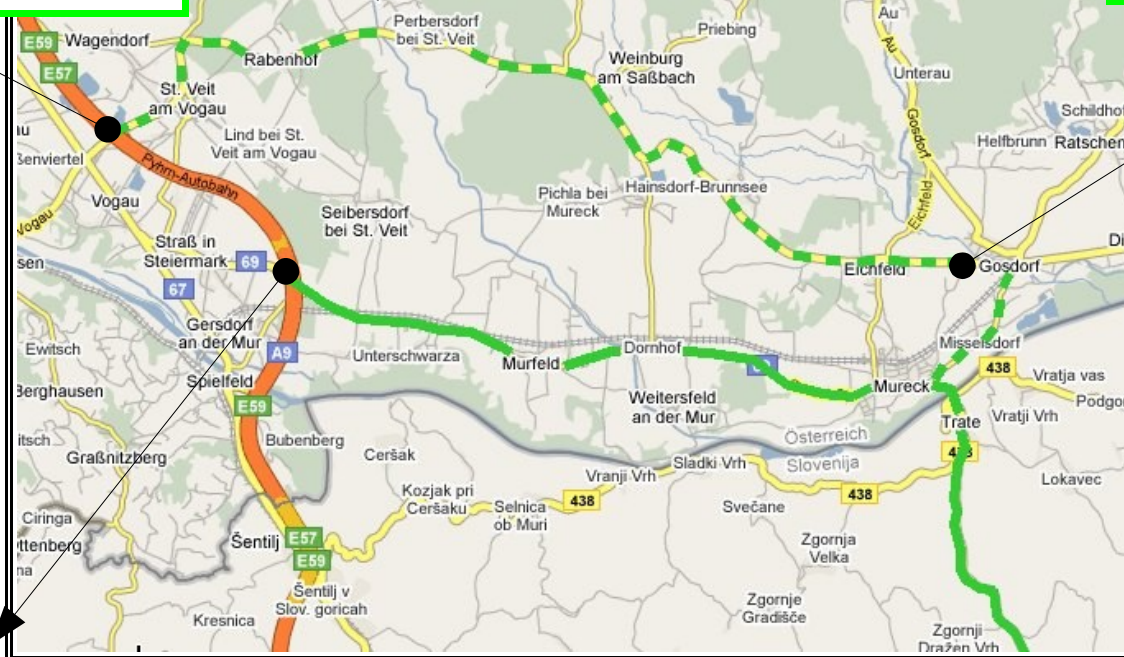 Perbersdorf
bei St. Veit
Au
E59
Wagendorf
Priebing
Rabenhof
Weinburg
am Saßbach
Au
E57
Unterau
St. Veit
am Vogau
Gosdorf
Lind bei St.
Veit am Vogau
Helfbrunn
Pyhrn-Autobahn
Hainsdorf-Brunnsee
Pichla bei
Mureck
Vogau
Vogau
Seibersdorf
bei St. Veit
Eichfeld
Straß in
Steiermark
69
Eichfeld
Gosdorf
67
Gersdorf
an der Mur
Ewitsch
A9
Unterschwarza
Murfeld
Dornhof
Misselsdorf
438
Vratja vas
Spielfeld
Mureck
E59
Weitersfeld
an der Mur
Trate
Vratji Vrh
Bubenberg
Österreich
Slovenija
Graßnitzberg
Ceršak
Sladki Vrh
Vranji Vrh
Lokavec
Kozjak pri
Ceršaku
Selnica
ob Muri
438
438
Svečane
Ciringa
Šentilj
E57
E59
Zgornja
Velka
Šentilj v
Slov. goricah
Zgornje
Gradišče
Kresnica
Zgornji
Dražen Vrh